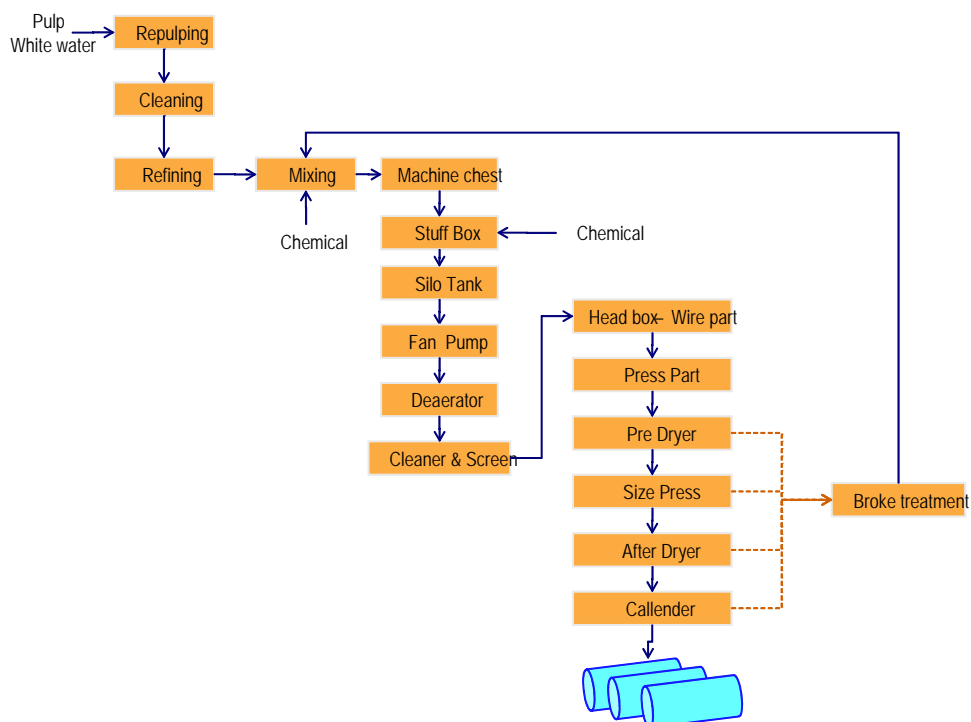 Pulp
White water
Repulping
Cleaning
Refining
Mixing
Machine chest
Chemical
Stuff Box
Chemical
Silo Tank
Fan Pump
Deaerator
Cleaner & Screen
Head box– Wire part
Press Part
Pre Dryer
Size Press
After Dryer
Callender
Broke treatment